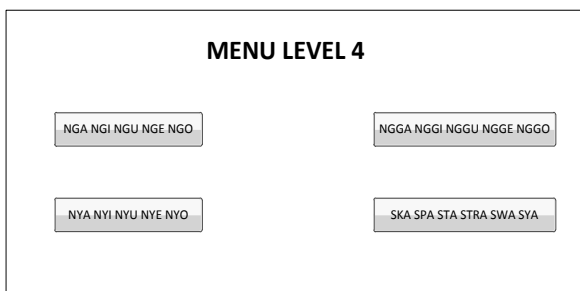 MENU LEVEL 4
NGA NGI NGU NGE NGO
NGGA NGGI NGGU NGGE NGGO
NYA NYI NYU NYE NYO
SKA SPA STA STRA SWA SYA